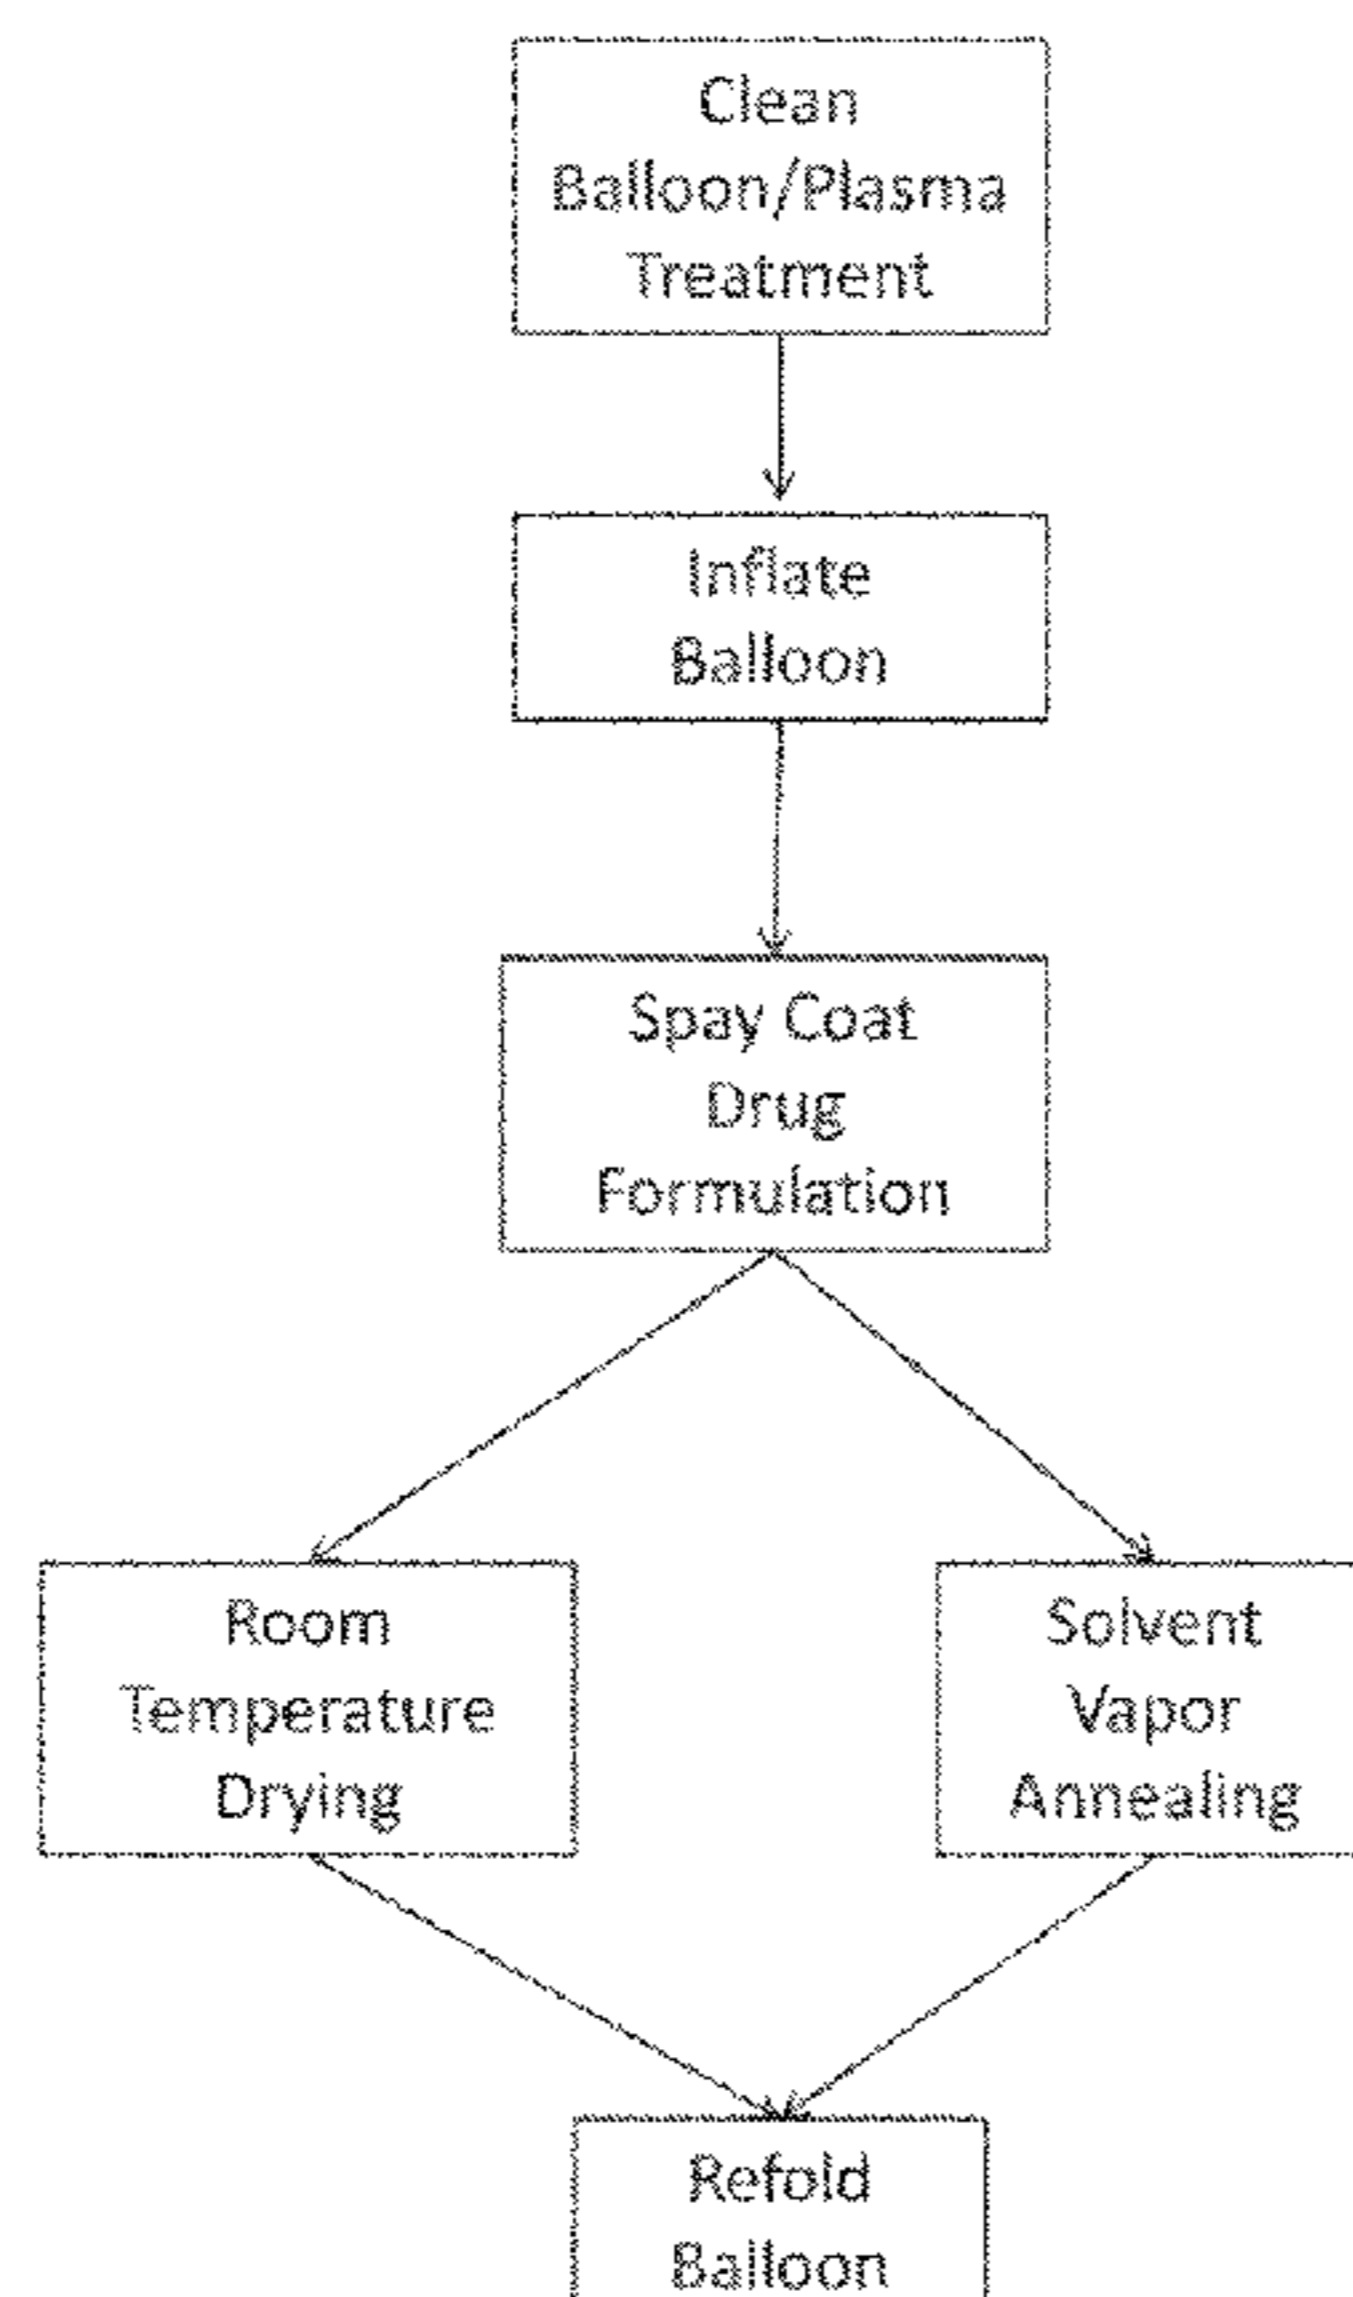 Clean
Balloon/Plasma
Treatment
Inflate
Balloon
Spay Coat
Drug
Formulation
Room
Temperature
Drying
Solvent
Vapor
Annealing
Refold
Balloon